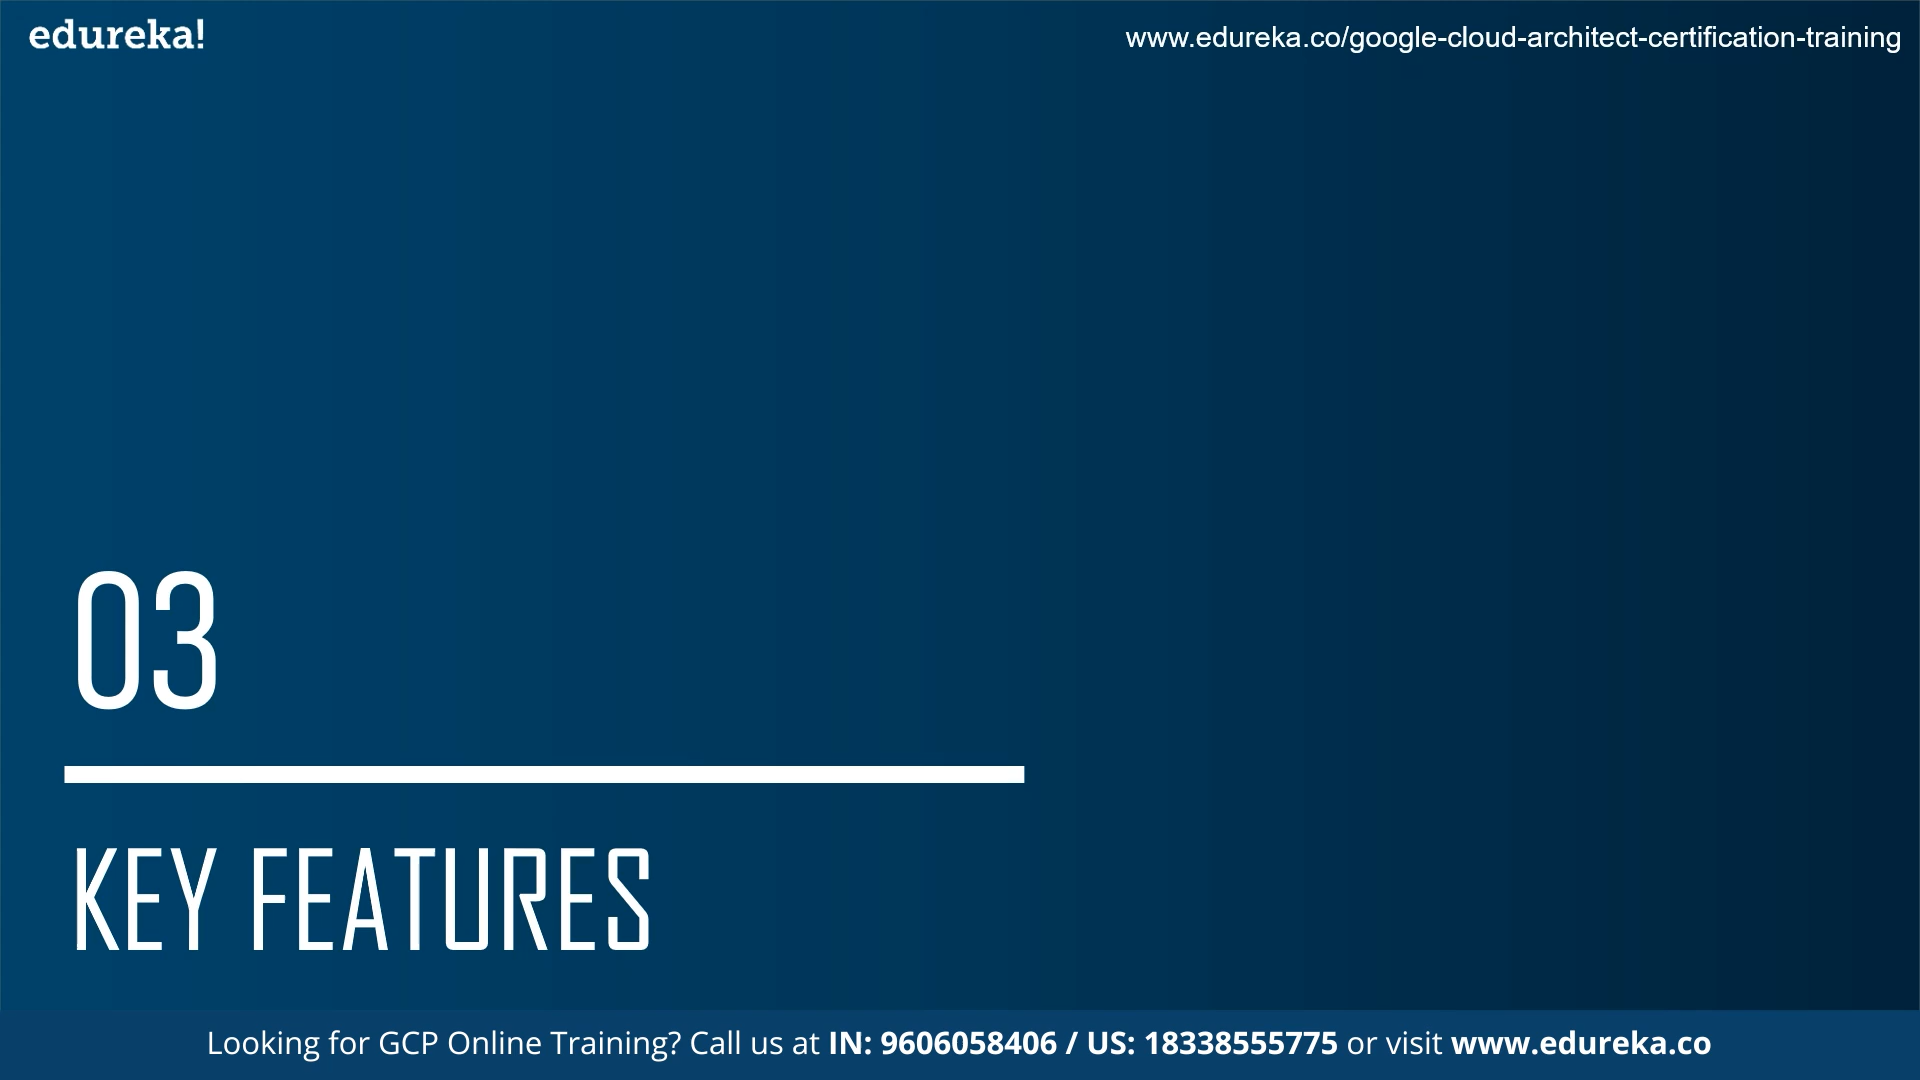 edureka!
www.edureka.co/google-cloud-architect-certification-training
03
KEY FEATURES
Looking for GCP Online Training? Call us at IN: 9606058406 / US: 18338555775 or visit www.edureka.co